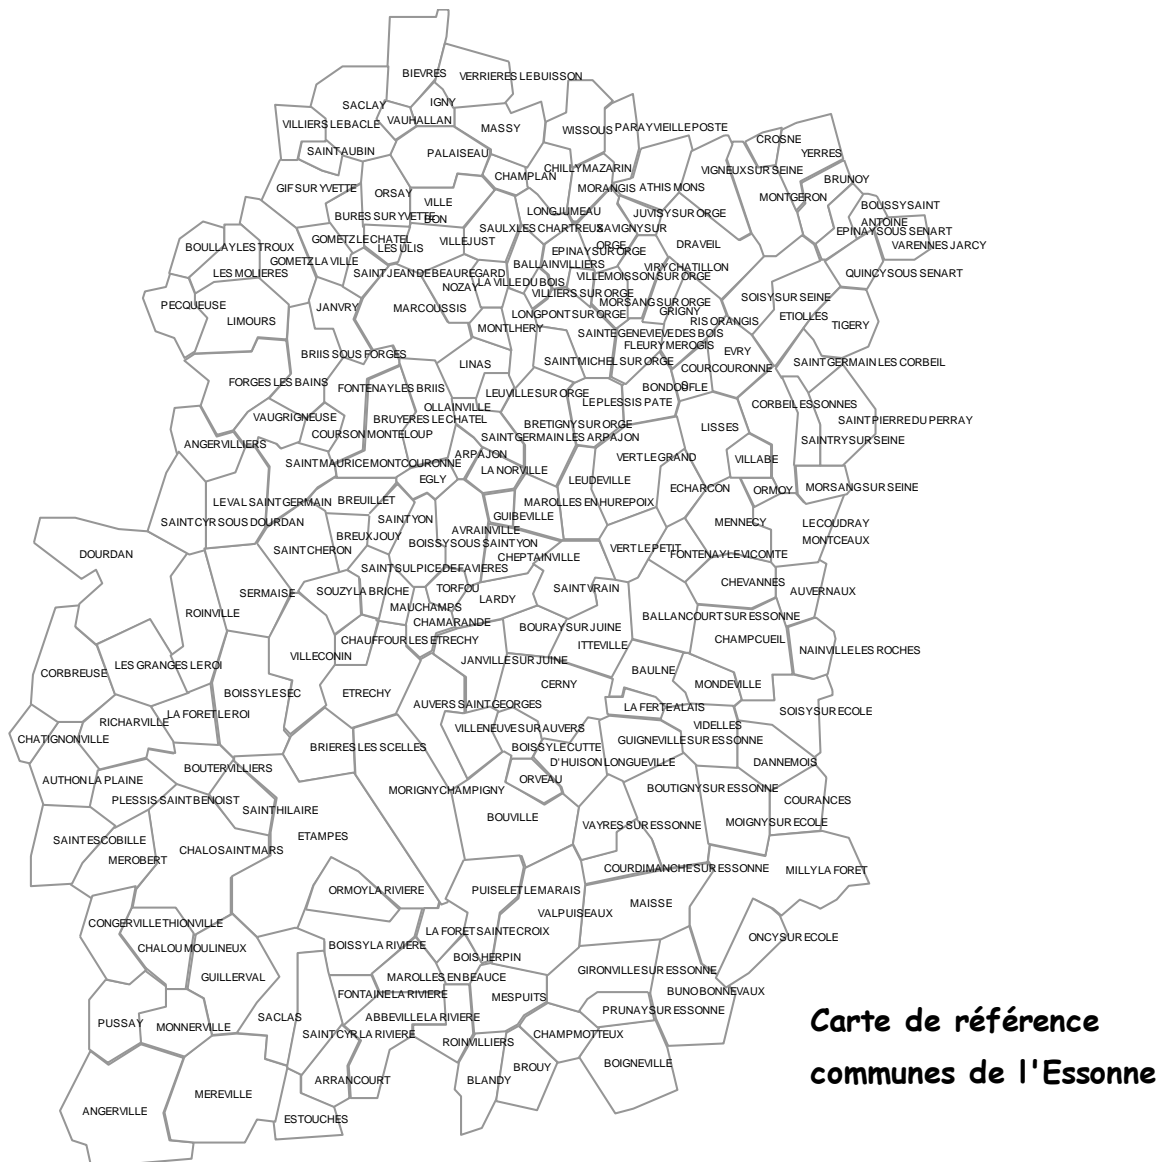 BIEVRES
VERRIERES LE BUISSON
IGNY
SACLAY
VAUHALLAN
VILLIERS LE BACLE
MASSY
WISSOUS
PARAY VIEILLE POSTE
CROSNE
YERRES
SAINT AUBIN
PALAISEAU
CHILLY MAZARIN
VIGNEUX SUR SEINE
CHAMPLAN
BRUNOY
GIF SUR YVETTE
ORSAY
MORANGIS
ATHIS MONS
MONTGERON
VILLE
BON
BOUSSY SAINT
ANTOINE
BURES SUR YVETTE
LONGJUMEAU
JUVISY SUR ORGE
SAULX LES CHARTREUX
SAVIGNY SUR
ORGE
EPINAY SOUS SENART
GOMETZ LE CHATEL
LES ULIS
VILLEJUST
DRAVEIL
VARENNES JARCY
BOULLAY LES TROUX
EPINAY SUR ORGE
GOMETZ LA VILLE
BALLAINVILLIERS
VIRY CHATILLON
LES MOLIERES
SAINT JEAN DE BEAUREGARD
VILLEMOISSON SUR ORGE
QUINCY SOUS SENART
NOZAY
LA VILLE DU BOIS
VILLIERS SUR ORGE
SOISY SUR SEINE
PECQUEUSE
JANVRY
MARCOUSSIS
MORSANG SUR ORGE
GRIGNY
LIMOURS
LONGPONT SUR ORGE
RIS ORANGIS
ETIOLLES
TIGERY
MONTLHERY
SAINTE GENEVIEVE DES BOIS
FLEURY MEROGIS
BRIIS SOUS FORGES
EVRY
LINAS
SAINT MICHEL SUR ORGE
COURCOURONNE
S
SAINT GERMAIN LES CORBEIL
FORGES LES BAINS
FONTENAY LES BRIIS
LEUVILLE SUR ORGE
BONDOUFLE
LE PLESSIS PATE
CORBEIL ESSONNES
OLLAINVILLE
VAUGRIGNEUSE
BRUYERES LE CHATEL
BRETIGNY SUR ORGE
LISSES
SAINT PIERRE DU PERRAY
COURSON MONTELOUP
SAINT GERMAIN LES ARPAJON
SAINTRY SUR SEINE
ANGERVILLIERS
ARPAJON
VERT LE GRAND
VILLABE
SAINT MAURICE MONTCOURONNE
LA NORVILLE
EGLY
LEUDEVILLE
ECHARCON
ORMOY
MORSANG SUR SEINE
LE VAL SAINT GERMAIN
BREUILLET
MAROLLES EN HUREPOIX
SAINT CYR SOUS DOURDAN
SAINT YON
GUIBEVILLE
MENNECY
LE COUDRAY
MONTCEAUX
AVRAINVILLE
BREUX JOUY
BOISSY SOUS SAINT YON
DOURDAN
SAINT CHERON
VERT LE PETIT
FONTENAY LE VICOMTE
CHEPTAINVILLE
SAINT SULPICE DE FAVIERES
CHEVANNES
SERMAISE
SOUZY LA BRICHE
TORFOU
SAINT VRAIN
AUVERNAUX
LARDY
MAUCHAMPS
ROINVILLE
BALLANCOURT SUR ESSONNE
CHAMARANDE
BOURAY SUR JUINE
CHAUFFOUR LES ETRECHY
ITTEVILLE
CHAMPCUEIL
NAINVILLE LES ROCHES
VILLECONIN
JANVILLE SUR JUINE
LES GRANGES LE ROI
CORBREUSE
BAULNE
CERNY
MONDEVILLE
BOISSY LE SEC
ETRECHY
AUVERS SAINT GEORGES
LA FERTE ALAIS
SOISY SUR ECOLE
LA FORET LE ROI
RICHARVILLE
VILLENEUVE SUR AUVERS
VIDELLES
CHATIGNONVILLE
BRIERES LES SCELLES
BOISSY LE CUTTE
GUIGNEVILLE SUR ESSONNE
D'HUISON LONGUEVILLE
DANNEMOIS
BOUTERVILLIERS
AUTHON LA PLAINE
ORVEAU
MORIGNY CHAMPIGNY
BOUTIGNY SUR ESSONNE
PLESSIS SAINT BENOIST
COURANCES
SAINT HILAIRE
BOUVILLE
VAYRES SUR ESSONNE
MOIGNY SUR ECOLE
ETAMPES
SAINT ESCOBILLE
CHALO SAINT MARS
MEROBERT
COURDIMANCHE SUR ESSONNE
MILLY LA FORET
ORMOY LA RIVIERE
PUISELET LE MARAIS
MAISSE
VALPUISEAUX
CONGERVILLE THIONVILLE
LA FORET SAINTE CROIX
ONCY SUR ECOLE
CHALOU MOULINEUX
BOISSY LA RIVIERE
BOIS HERPIN
GIRONVILLE SUR ESSONNE
GUILLERVAL
MAROLLES EN BEAUCE
BUNO BONNEVAUX
FONTAINE LA RIVIERE
MESPUITS
PRUNAY SUR ESSONNE
SACLAS
ABBEVILLE LA RIVIERE
PUSSAY
MONNERVILLE
SAINT CYR LA RIVIERE
CHAMPMOTTEUX
ROINVILLIERS
BOIGNEVILLE
BROUY
ARRANCOURT
BLANDY
MEREVILLE
ANGERVILLE
ESTOUCHES
Carte de référence
communes de l'Essonne